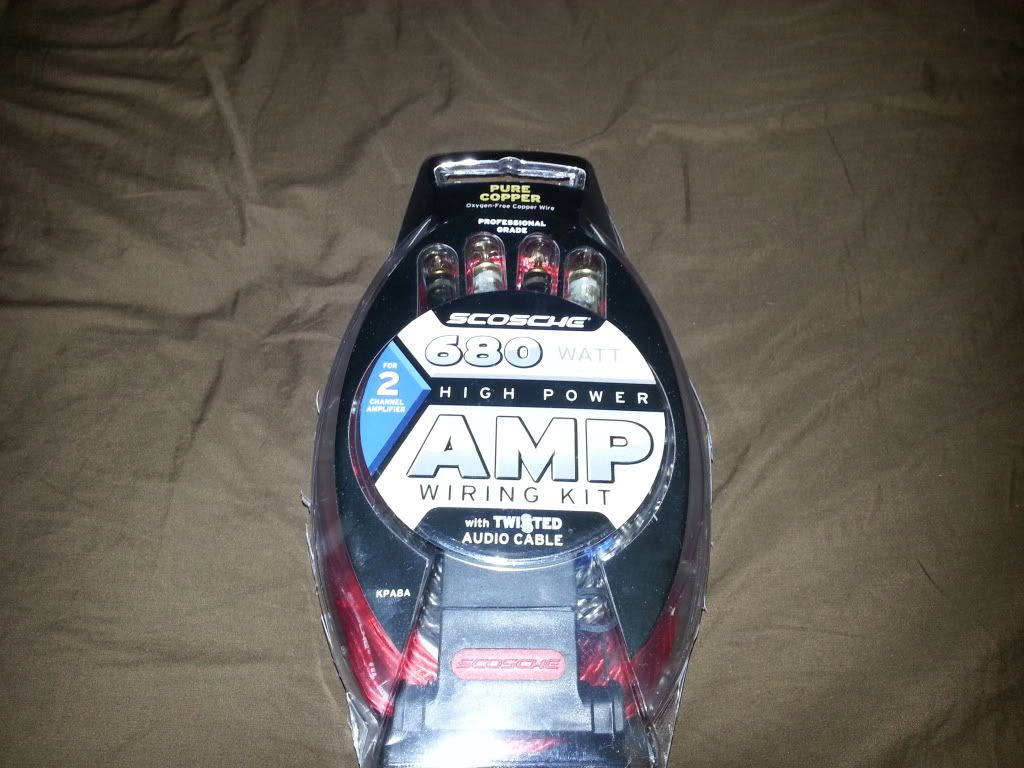 PURE
COPPER
Oxygen-Free Copper Wire
PROFESSIONAL
GRADE
SCOSCHE
680 WATT
FOR
2
CHANNEL
AMPLIFIER
HIGH POWER
AMP
WIRING KIT
with TWISTED
AUDIO CABLE
KPA8A
SCOSCHE